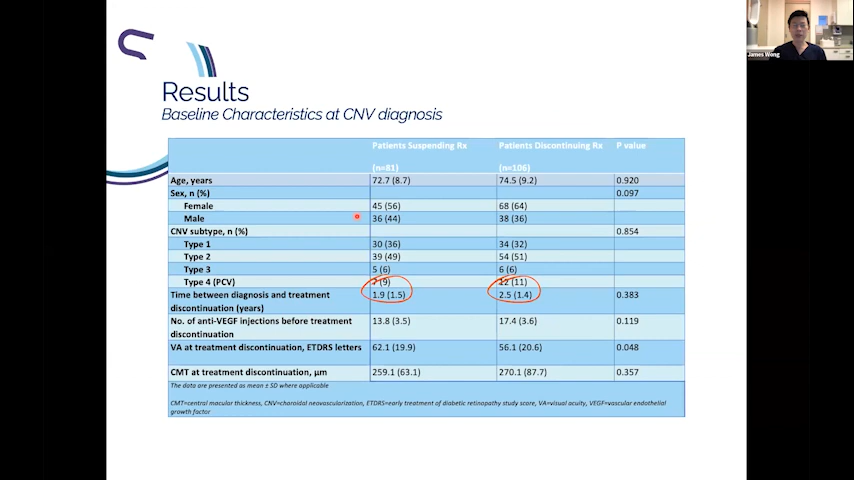 James Wong
Results
Baseline Characteristics at CNV diagnosis
Patients Suspending Rx Patients Discontinuing Rx P value
(n=81) (n=106)
Age, years 72.7 (8.7) 74.5 (9.2) 0.920
Sex, n (%) 0.097
Female 45 (56) 68 (64)
Male 36 (44) 38 (36)
CNV subtype, n (%) 0.854
Type 1 30 (36) 34 (32)
Type 2 39 (49) 54 (51)
Type 3 5 (6) 6 (6)
Type 4 (PCV) 7 (9) 12 (11)
Time between diagnosis and treatment 1.9 (1.5) 2.5 (1.4) 0.383
discontinuation (years)
No. of anti-VEGF injections before treatment 13.8 (3.5) 17.4 (3.6) 0.119
discontinuation
VA at treatment discontinuation, ETDRS letters 62.1 (19.9) 56.1 (20.6) 0.048
CMT at treatment discontinuation, µm 259.1 (63.1) 270.1 (87.7) 0.357
The data are presented as mean ± SD where applicable
CMT=central macular thickness, CNV=choroidal neovascularization, ETDRS=early treatment of diabetic retinopathy study score, VA=visual acuity, VEGF=vascular endothelial
growth factor